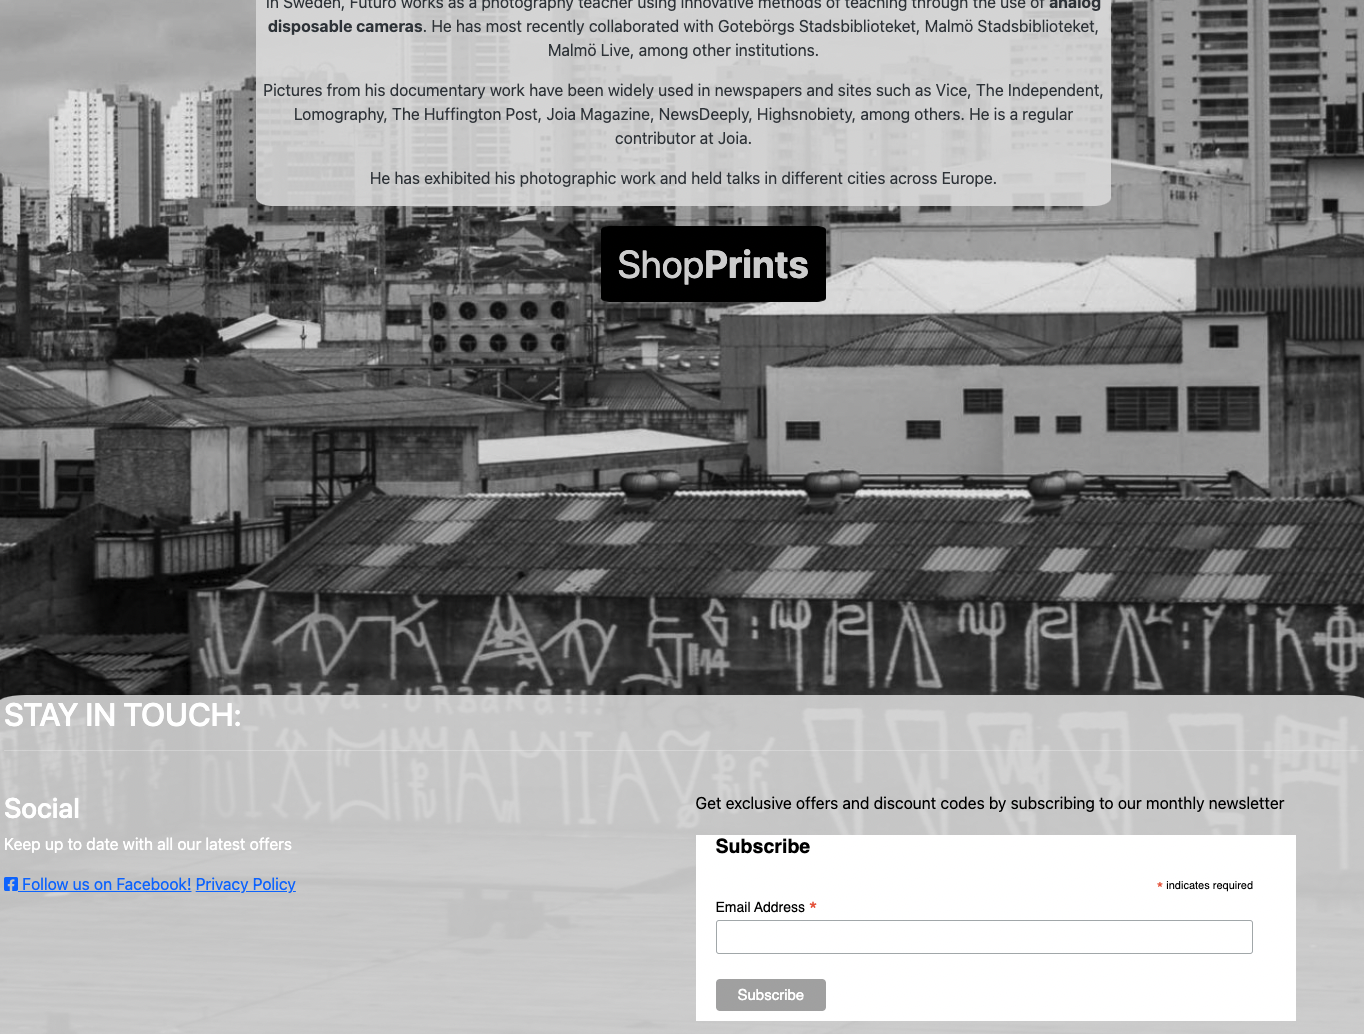 In Sweden, Futuro works as a photography teacher using innovative methods of teaching through the use of analog
disposable cameras. He has most recently collaborated with Gotebörgs Stadsbiblioteket, Malmö Stadsbiblioteket,
Malmö Live, among other institutions.
Pictures from his documentary work have been widely used in newspapers and sites such as Vice, The Independent,
Lomography, The Huffington Post, Joia Magazine, NewsDeeply, Highsnobiety, among others. He is a regular
contributor at Joia.
He has exhibited his photographic work and held talks in different cities across Europe.
ShopPrints
STAY IN TOUCH:
Social
Keep up to date with all our latest offers
Follow us on Facebook! Privacy Policy
Get exclusive offers and discount codes by subscribing to our monthly newsletter
Subscribe
* indicates required
Email Address *
Subscribe